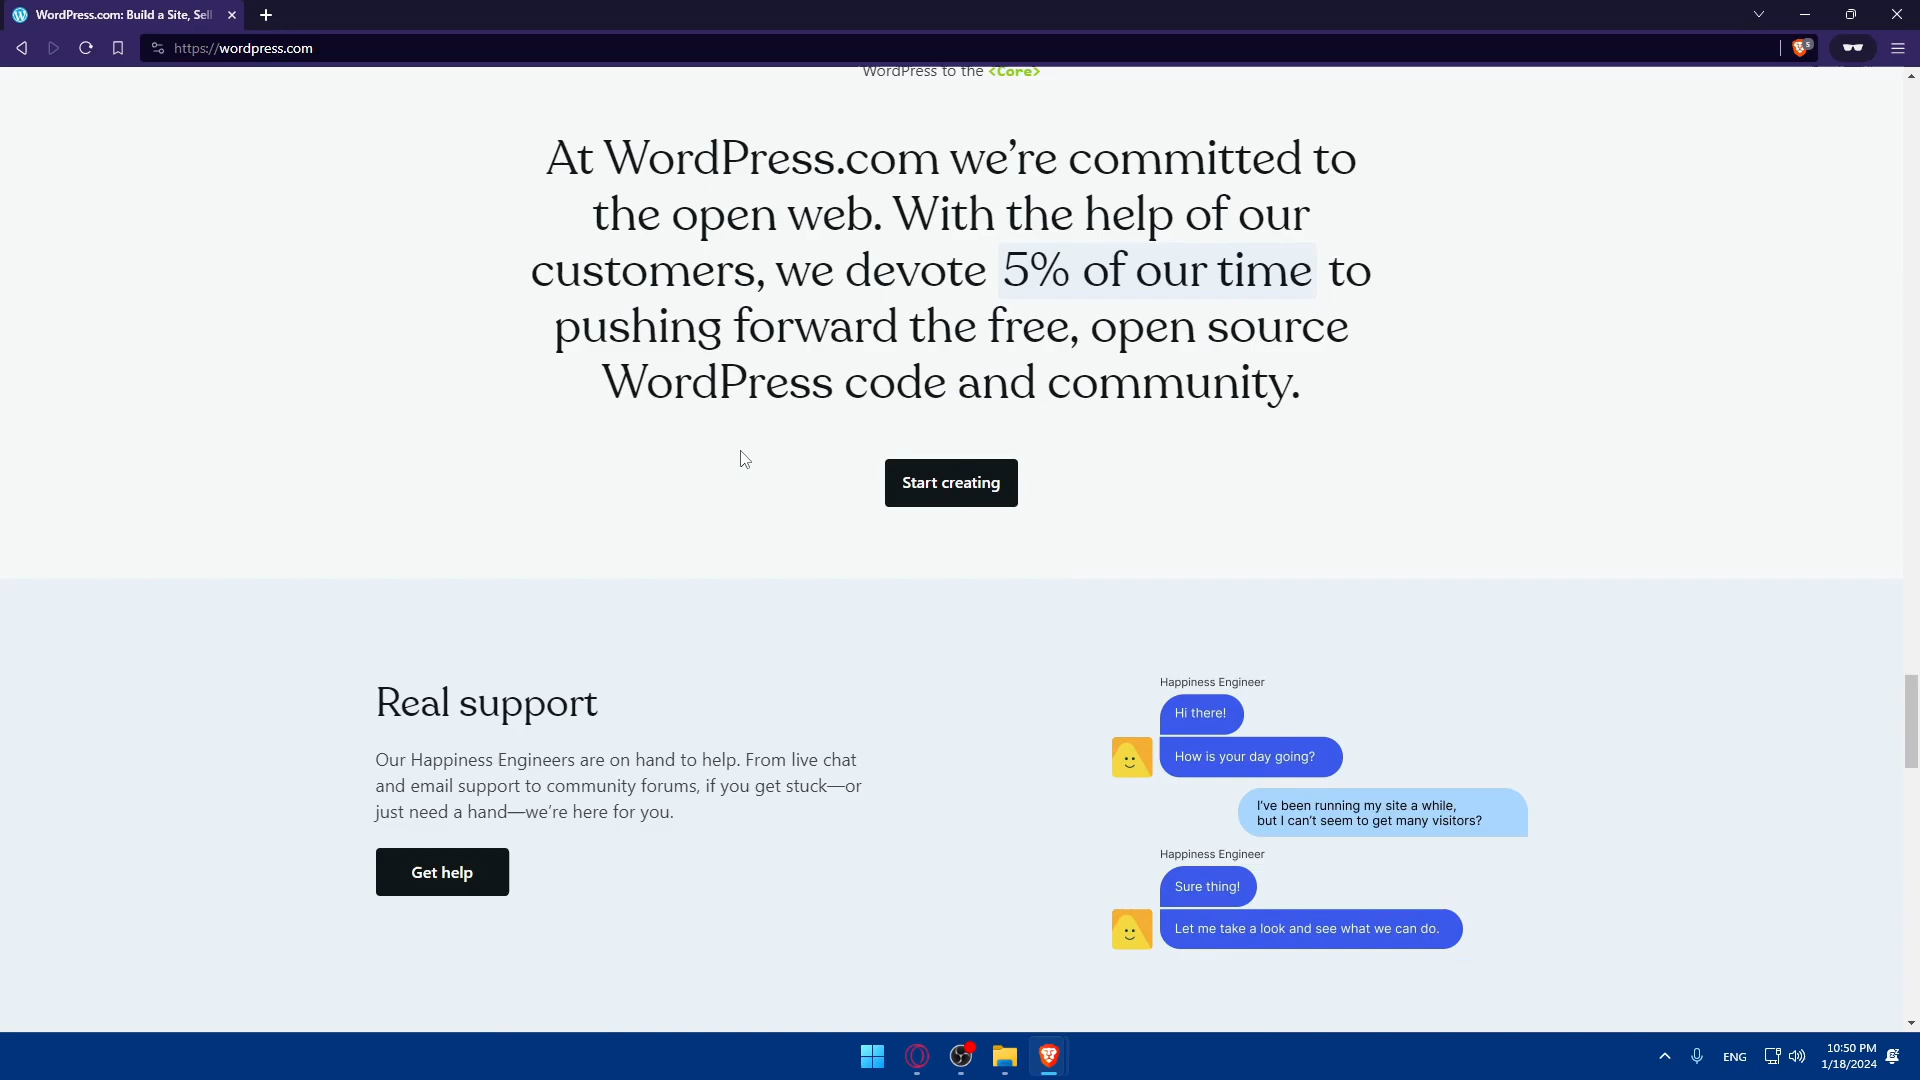 WordPress.com: Build a Site, Sell
https://wordpress.com
5
WordPress to the <Core>
At WordPress.com we’re committed to
the open web. With the help of our
customers, we devote 5% of our time to
pushing forward the free, open source
WordPress code and community.
Start creating
Real support
Our Happiness Engineers are on hand to help. From live chat
and email support to community forums, if you get stuck—or
just need a hand—we’re here for you.
Get help
Happiness Engineer
Hi there!
How is your day going?
I’ve been running my site a while,
but I can’t seem to get many visitors?
Happiness Engineer
Sure thing!
Let me take a look and see what we can do.
ENG
10:50 PM
1/18/2024